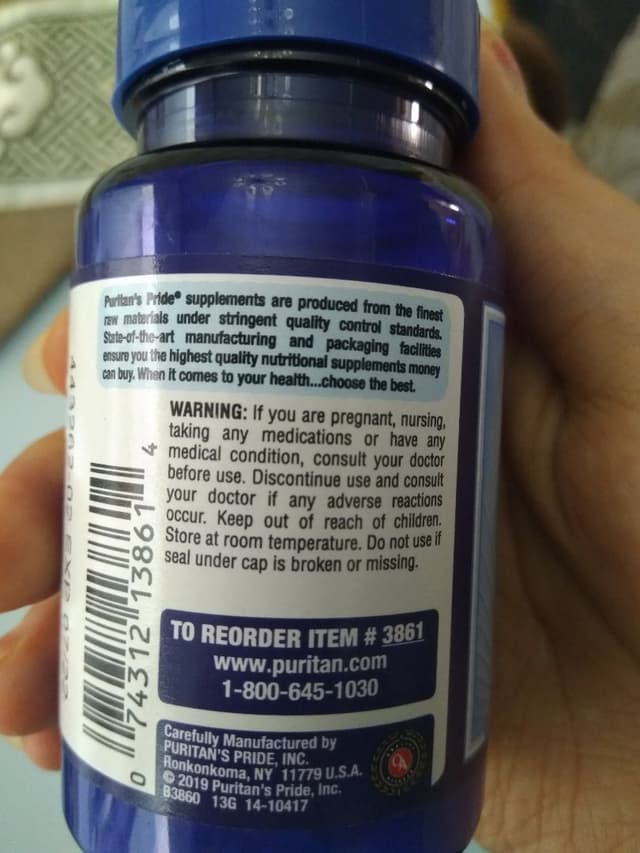 Puritan's Pride® supplements are produced from the finest
raw materials under stringent quality control standards.
State-of-the-art manufacturing and packaging facilities
ensure you the highest quality nutritional supplements money
can buy. When it comes to your health...choose the best.
WARNING: If you are pregnant, nursing,
taking any medications or have any
medical condition, consult your doctor
before use. Discontinue use and consult
your doctor if any adverse reactions
occur. Keep out of reach of children.
Store at room temperature. Do not use if
seal under cap is broken or missing.
TO REORDER ITEM # 3861
www.puritan.com
1-800-645-1030
Carefully Manufactured by
PURITAN'S PRIDE, INC.
Ronkonkoma, NY 11779 U.S.A.
© 2019 Puritan's Pride, Inc.
B3860 13G 14-10417
0 74312 13861 4